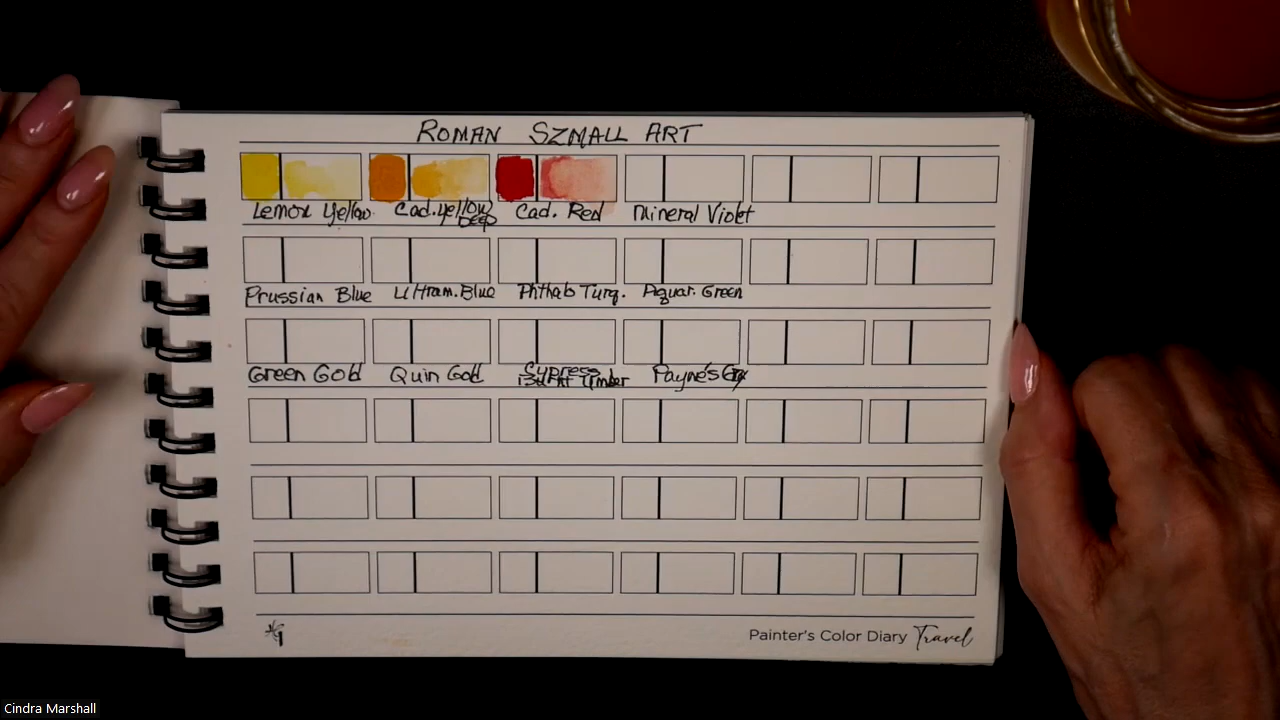 ROMAN SZMALL ART
Lemon Yellow Cad. yellow Deep Cad. Red Mineral Violet
Prussian Blue Ultram. Blue Phthalo Turq. Aquar. Green
Green Gold Quin Gold Cypress Burnt Umber Payne's
Painter's Color Diary Travel
Cindra Marshall